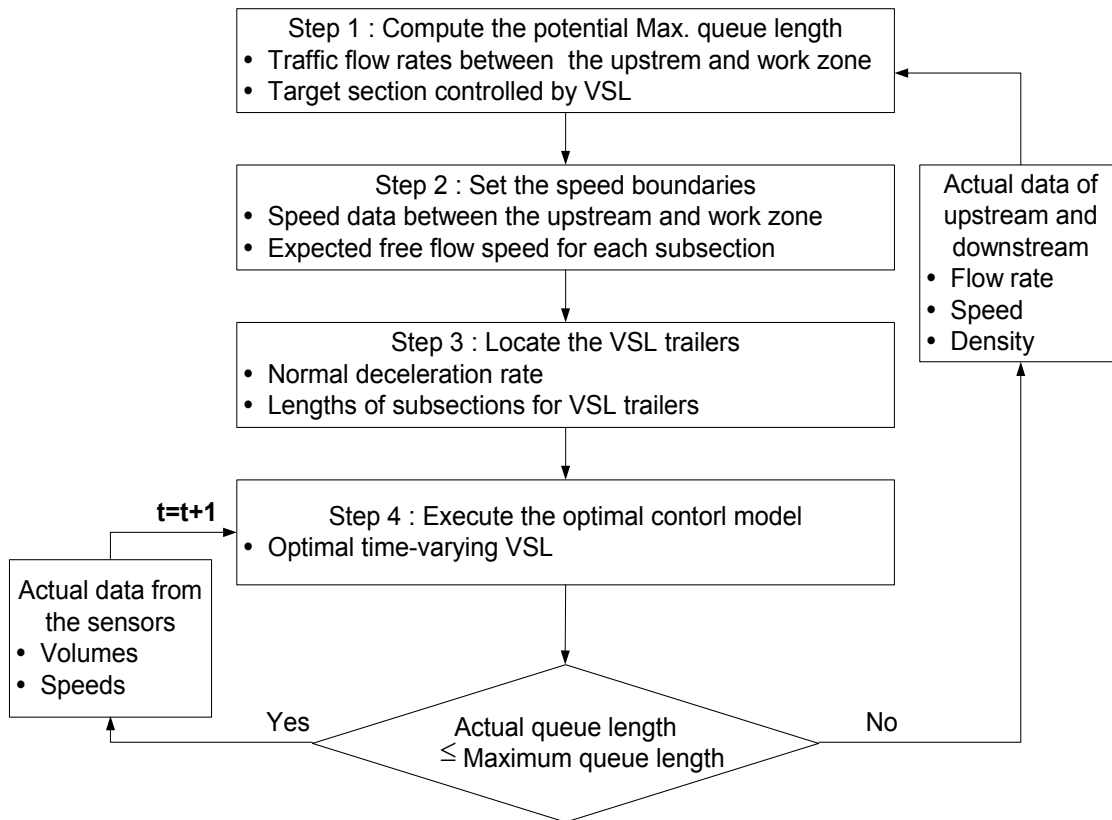 Step 1 : Compute the potential Max. queue length
• Traffic flow rates between the upstrem and work zone
• Target section controlled by VSL
Step 2 : Set the speed boundaries
• Speed data between the upstream and work zone
• Expected free flow speed for each subsection
Actual data of
upstream and
downstream
• Flow rate
• Speed
• Density
Step 3 : Locate the VSL trailers
• Normal deceleration rate
• Lengths of subsections for VSL trailers
t=t+1
Step 4 : Execute the optimal contorl model
• Optimal time-varying VSL
Actual data from
the sensors
• Volumes
• Speeds
Yes
Actual queue length
≤ Maximum queue length
No